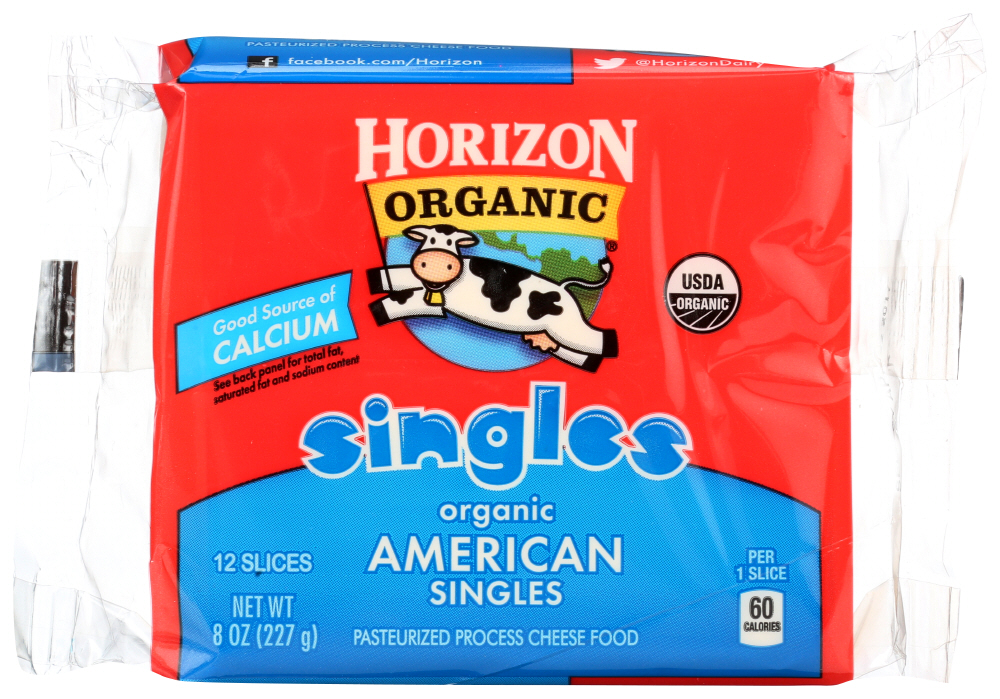 PASTEURIZED PROCESS CHEESE FOOD
f facebook.com/Horizon
@HorizonDairy
HORIZON
ORGANIC
®
USDA
ORGANIC
Good Source of
CALCIUM
See back panel for total fat,
saturated fat and sodium content
singles
organic
AMERICAN
SINGLES
12 SLICES
NET WT
8 OZ (227 g)
PASTEURIZED PROCESS CHEESE FOOD
PER
1 SLICE
60
CALORIES